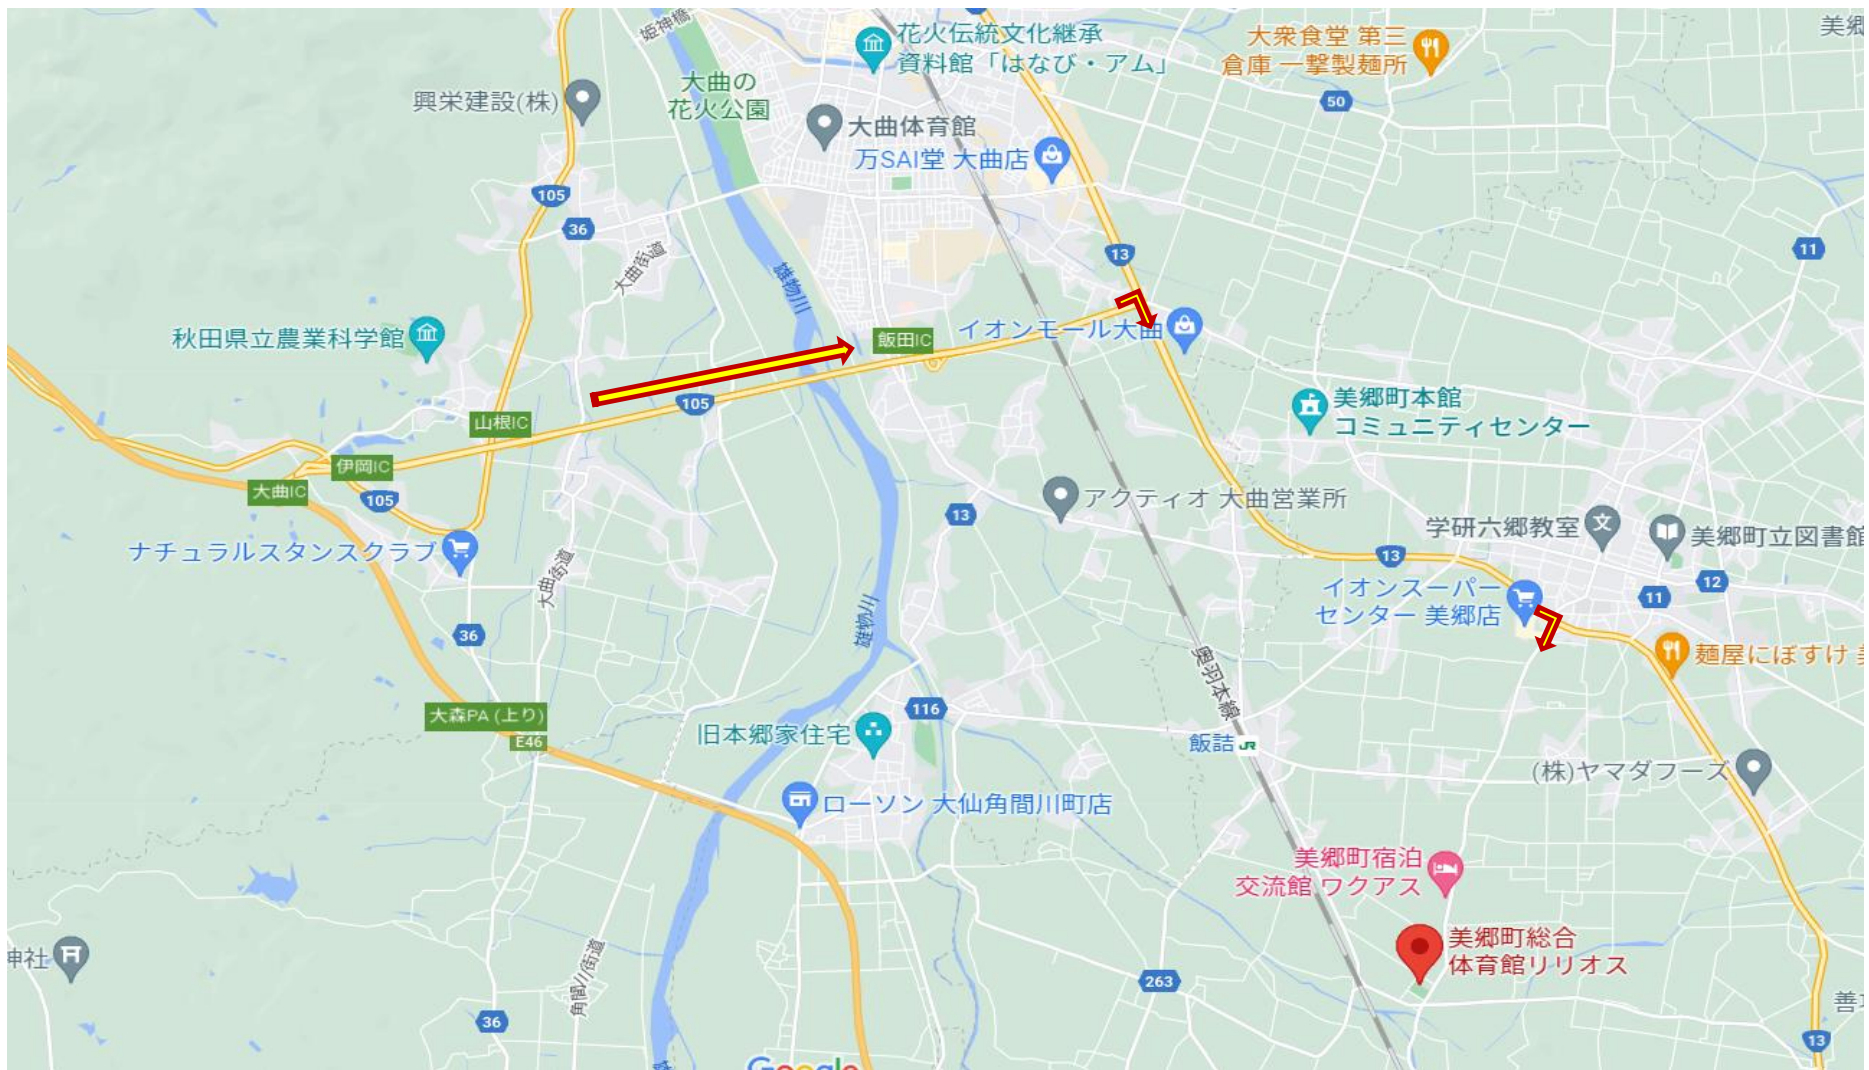 姫神橋
花火伝統文化継承
資料館「はなび・アム」
大衆食堂 第三
倉庫 一撃製麺所
美郷
大曲の
花火公園
興栄建設(株)
50
大曲体育館
万SAI堂 大曲店
105
36
11
13
大曲街道
雄物川
秋田県立農業科学館
飯田IC
イオンモール大曲
105
山根IC
美郷町本館
コミュニティセンター
伊岡IC
大曲IC
105
アクティオ 大曲営業所
13
学研六郷教室
美郷町立図書館
ナチュラルスタンスクラブ
13
大曲街道
イオンスーパー
センター 美郷店
12
11
雄物川
36
麺屋にぼすけ
奥羽本線
大森PA (上り)
E46
116
旧本郷家住宅
飯詰
JR
(株)ヤマダフーズ
ローソン 大仙角間川町店
美郷町宿泊
交流館 ワクアス
美郷町総合
体育館リリオス
神社
角間川街道
263
36
善
13
Google